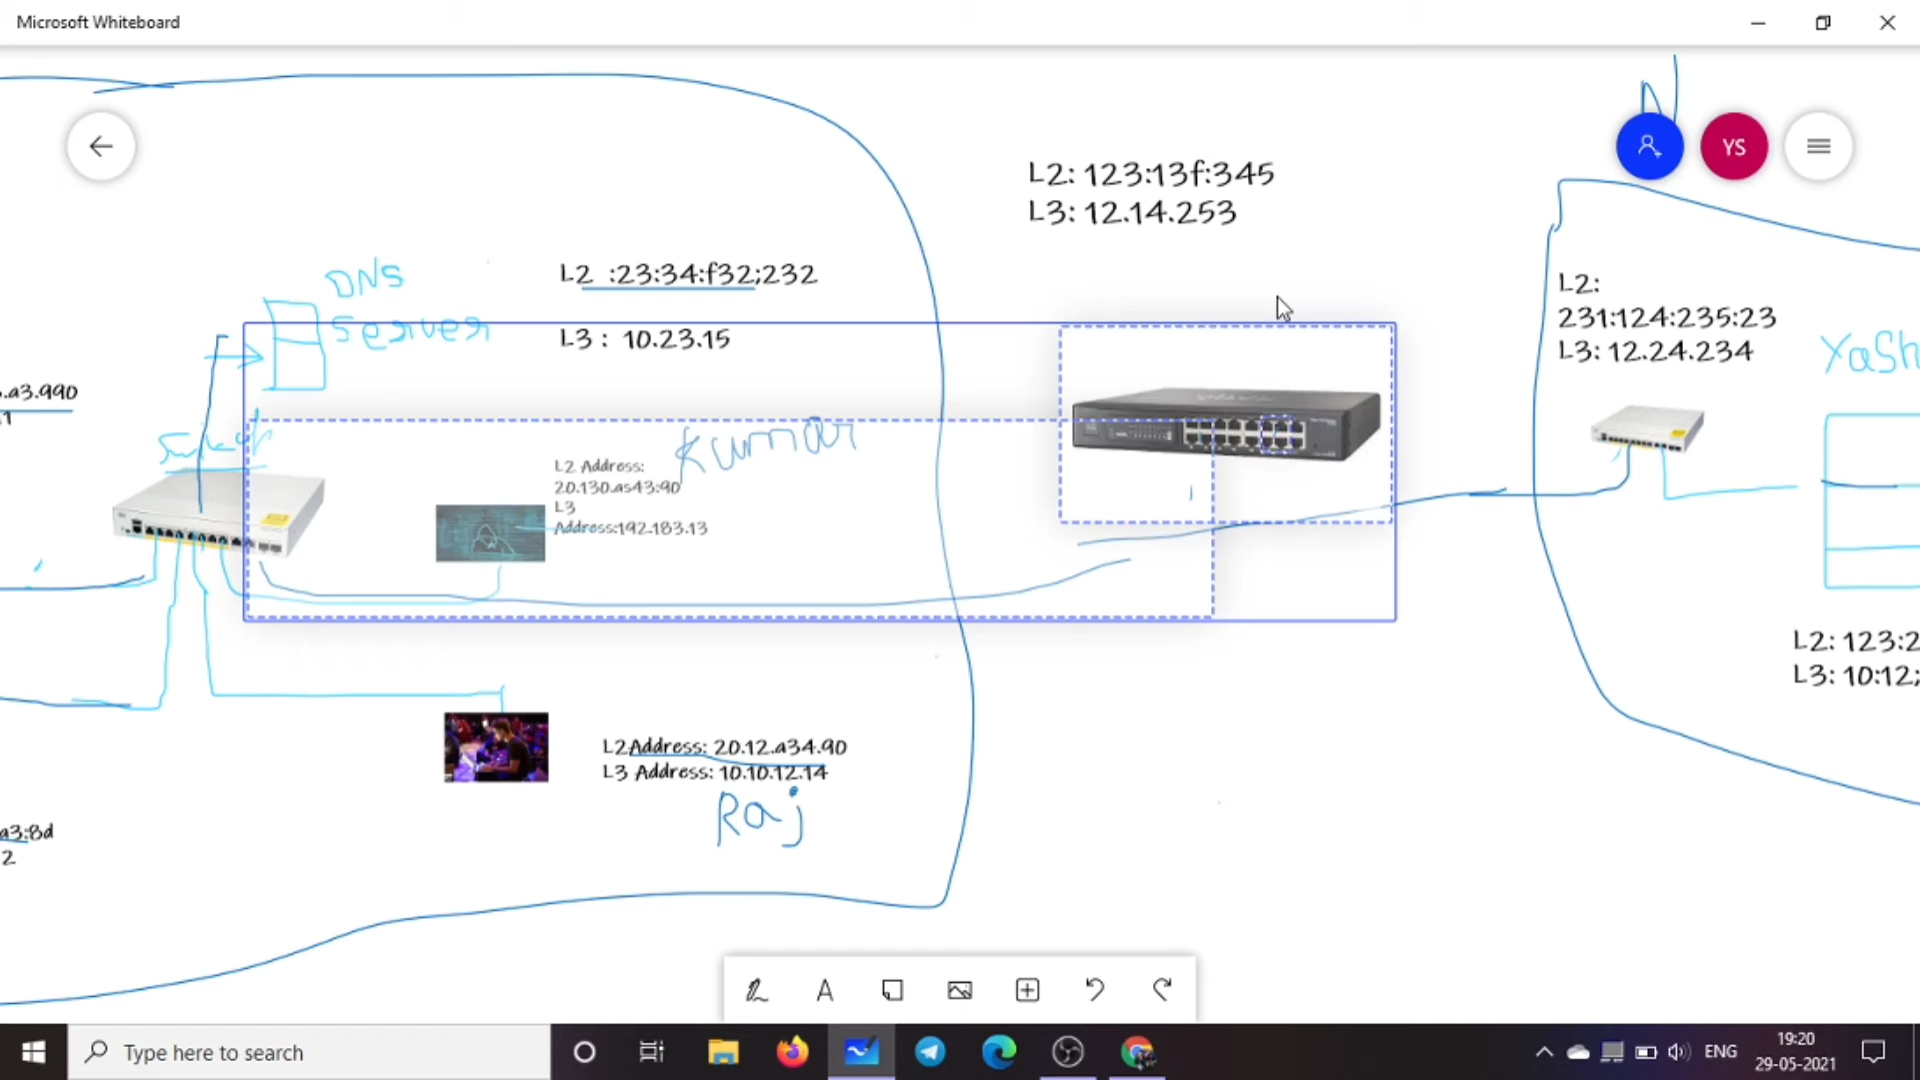 Microsoft Whiteboard
YS
L2: 123:13f:345
L3: 12.14.253
DNS
server
L2 :23:34:f32;232
L3 : 10.23.15
L2:
231:124:235:23
L3: 12.24.234
Yash
.a3.990
Kumar
L2 Address:
20.130.as43:90
L3
Address:192.183.13
L2: 123:2
L3: 10:12;
L2Address: 20.12.a34.90
L3 Address: 10.10.12.14
Raj
a3:8d
2
Type here to search
ENG
19:20
29-05-2021